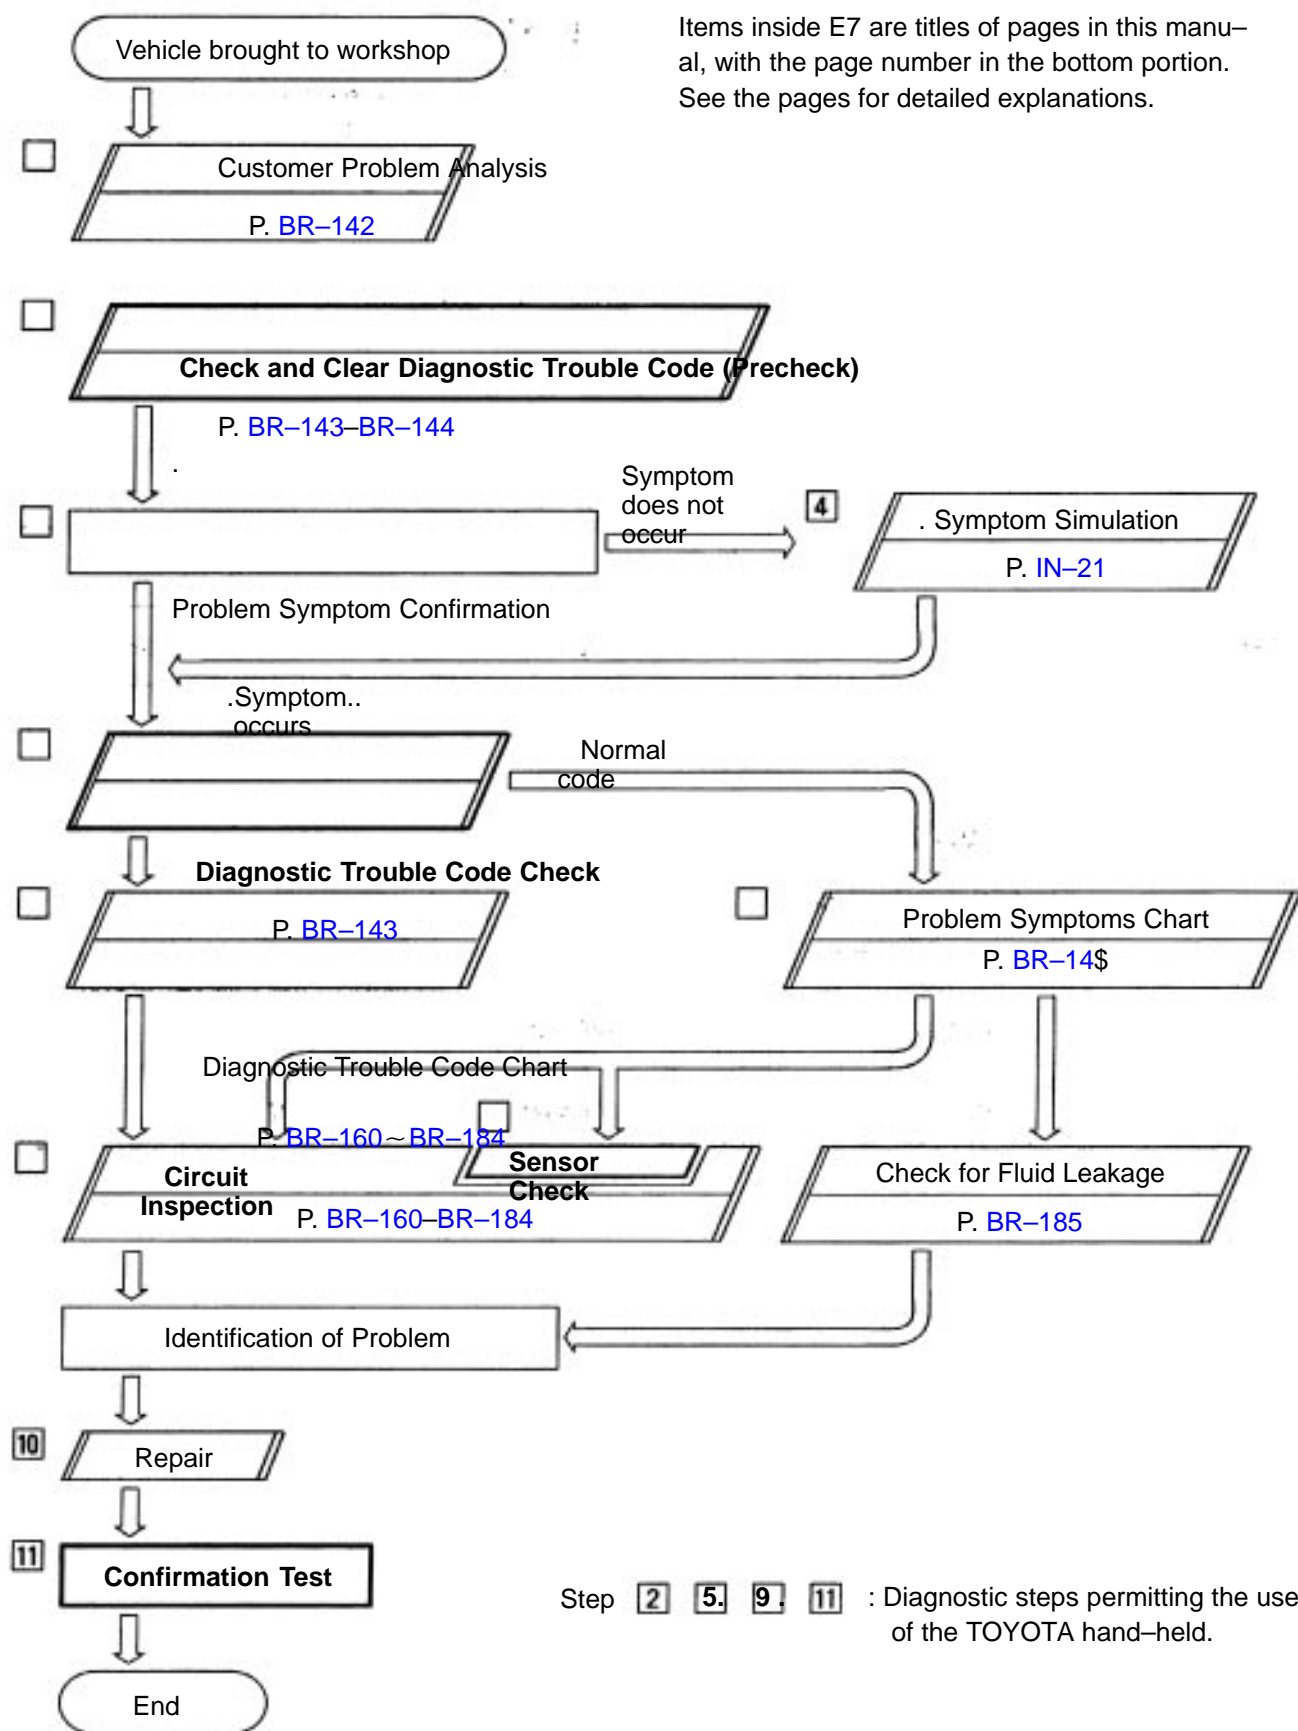 Vehicle brought to workshop
Items inside E7 are titles of pages in this manu–
al, with the page number in the bottom portion.
See the pages for detailed explanations.
Customer Problem Analysis
P. BR–142
Check and Clear Diagnostic Trouble Code (Precheck)
P. BR–143–BR–144
.
Symptom
does not
occur
4
. Symptom Simulation
P. IN–21
Problem Symptom Confirmation
.Symptom..
occurs
Normal
code
Diagnostic Trouble Code Check
P. BR–143
Problem Symptoms Chart
P. BR–14$
Diagnostic Trouble Code Chart
P. BR–160~BR–184
Circuit
Inspection
Sensor
Check
P. BR–160–BR–184
Check for Fluid Leakage
P. BR–185
Identification of Problem
10
Repair
11
Confirmation Test
Step 2 5. 9. 11 : Diagnostic steps permitting the use
of the TOYOTA hand–held.
End